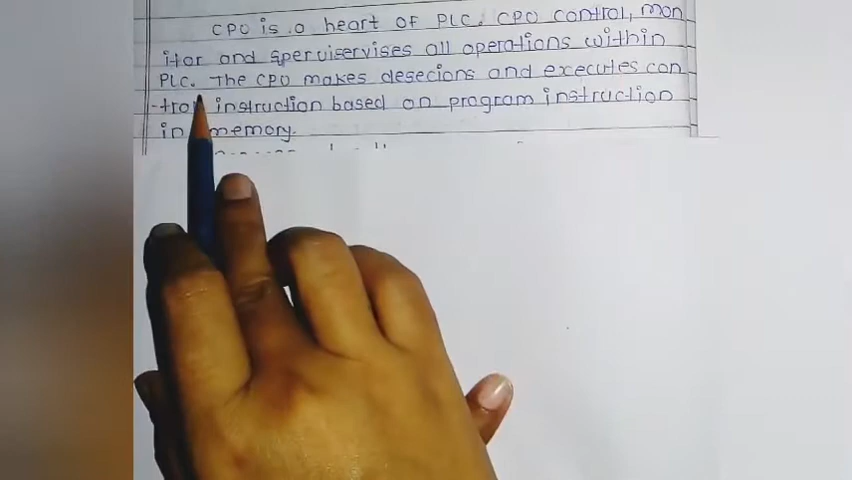 CPU is a heart of PLC. CPU control, mon
itor and sperviservises all operations within
PLC. The CPU makes desecions and executes con
-trol instruction based on program instruction
in memory.